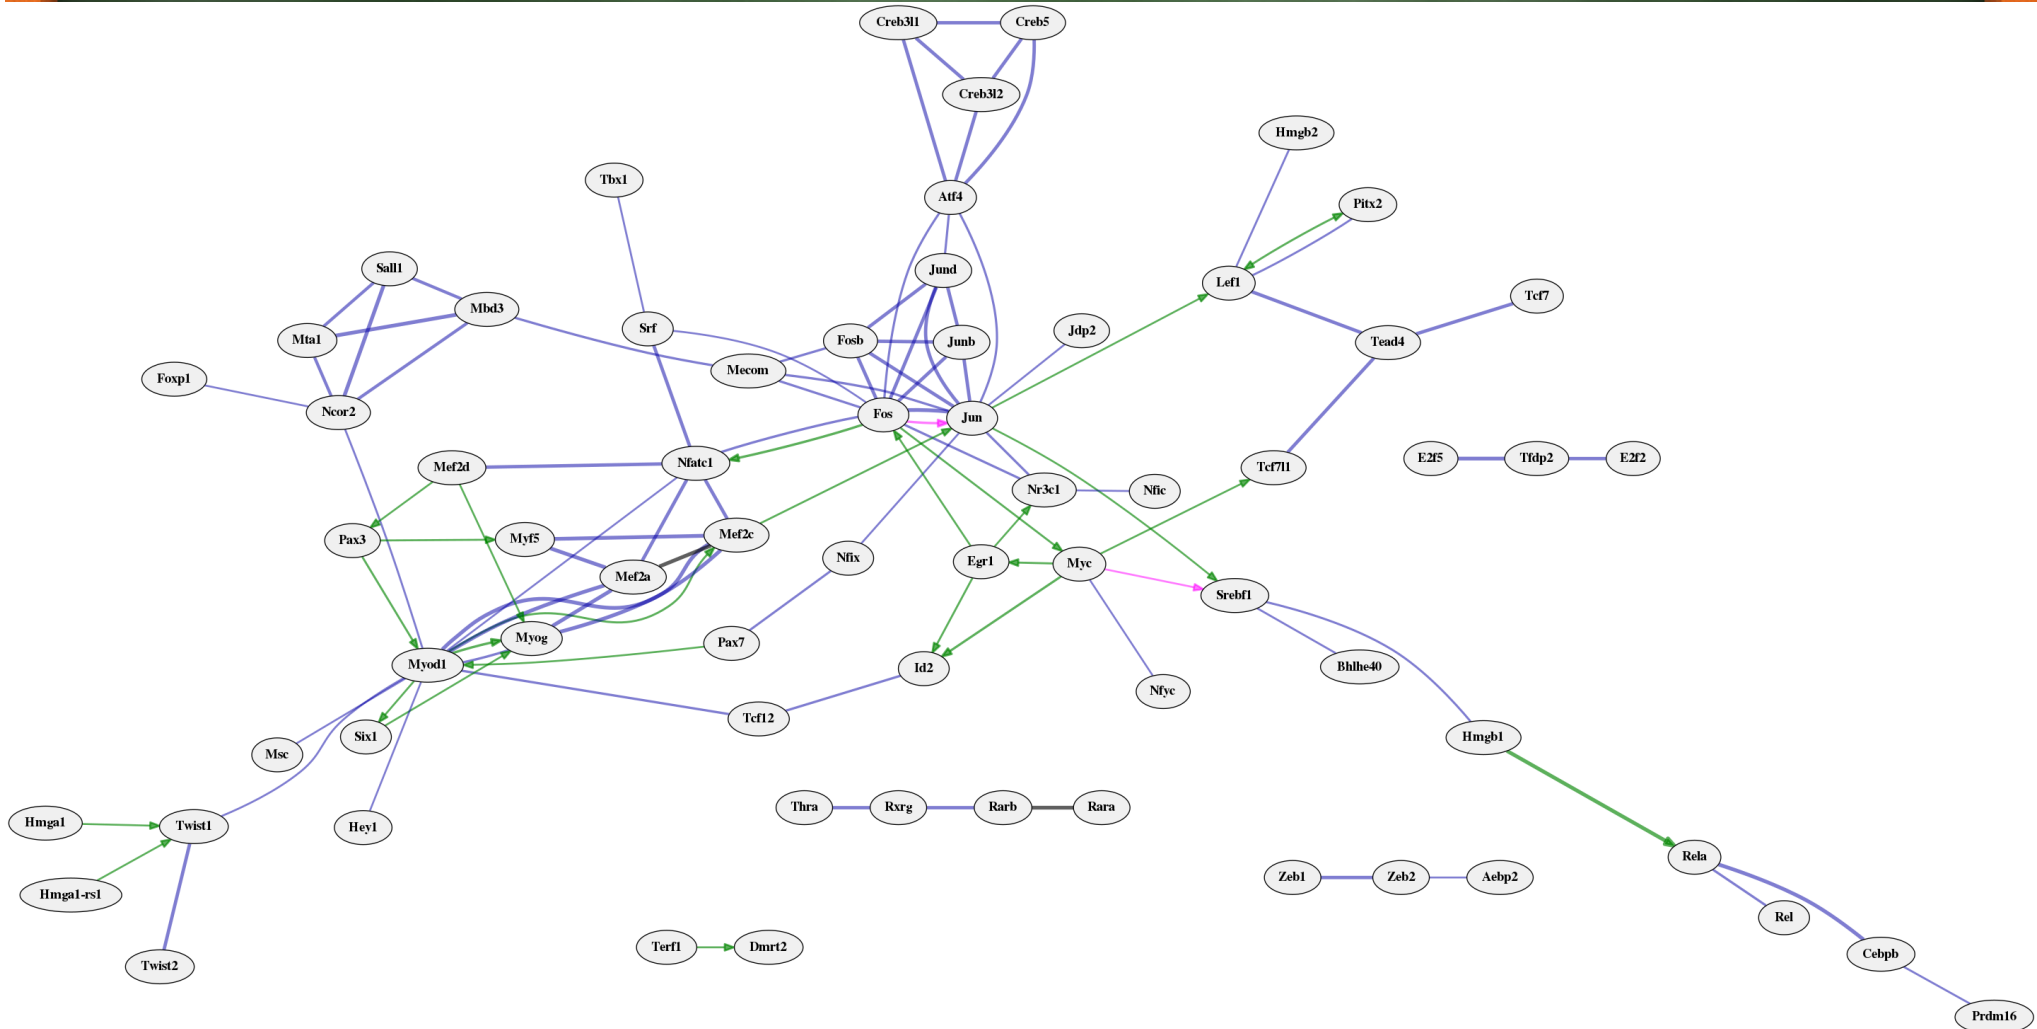 Creb3l1
Creb5
Creb3l2
Hmgb2
Tbx1
Atf4
Pitx2
Sall1
Jund
Lef1
Mbd3
Tcf7
Srf
Jdp2
Mta1
Fosb
Junb
Tead4
Mecom
Foxp1
Ncor2
Fos
Jun
E2f5
Tfdp2
E2f2
Mef2d
Nfatc1
Tcf7l1
Nr3c1
Nfic
Pax3
Myf5
Mef2c
Nfix
Egr1
Myc
Mef2a
Srebf1
Myog
Pax7
Myod1
Id2
Bhlhe40
Nfyc
Tcf12
Six1
Hmgb1
Msc
Thra
Rxrg
Rarb
Rara
Hmga1
Twist1
Hey1
Rela
Zeb1
Zeb2
Aebp2
Hmga1-rs1
Rel
Terf1
Dmrt2
Cebpb
Twist2
Prdm16